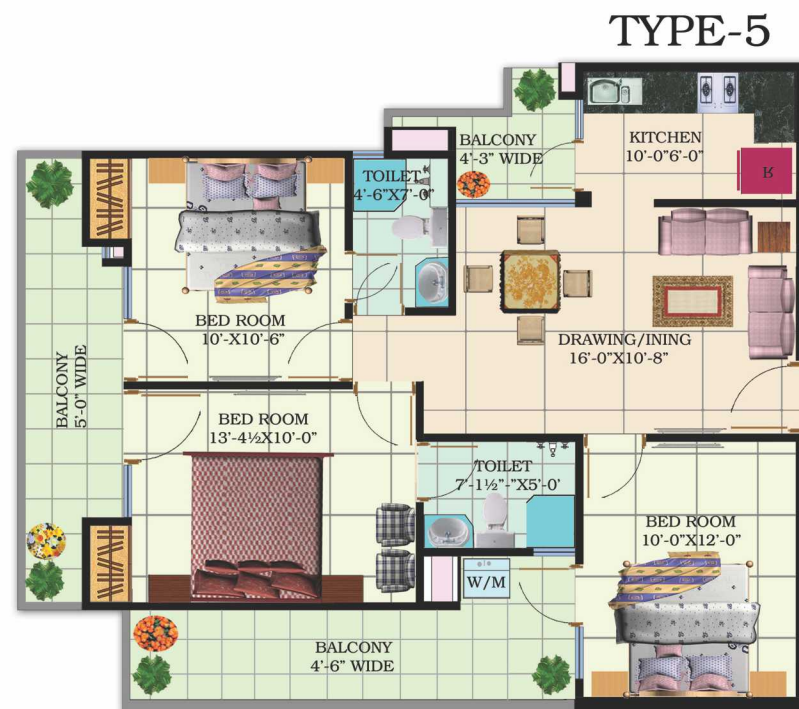 TYPE-5
BALCONY
4'-3" WIDE
KITCHEN
10'-0"6'-0"
R
TOILET
4'-6"X7'-0"
BED ROOM
10'-X10'-6"
DRAWING/INING
16'-0"X10'-8"
BALCONY
5'-0" WIDE
BED ROOM
13'-4½X10'-0"
TOILET
7'-1½"-"X5'-0'
BED ROOM
10'-0"X12'-0"
W/M
BALCONY
4'-6" WIDE